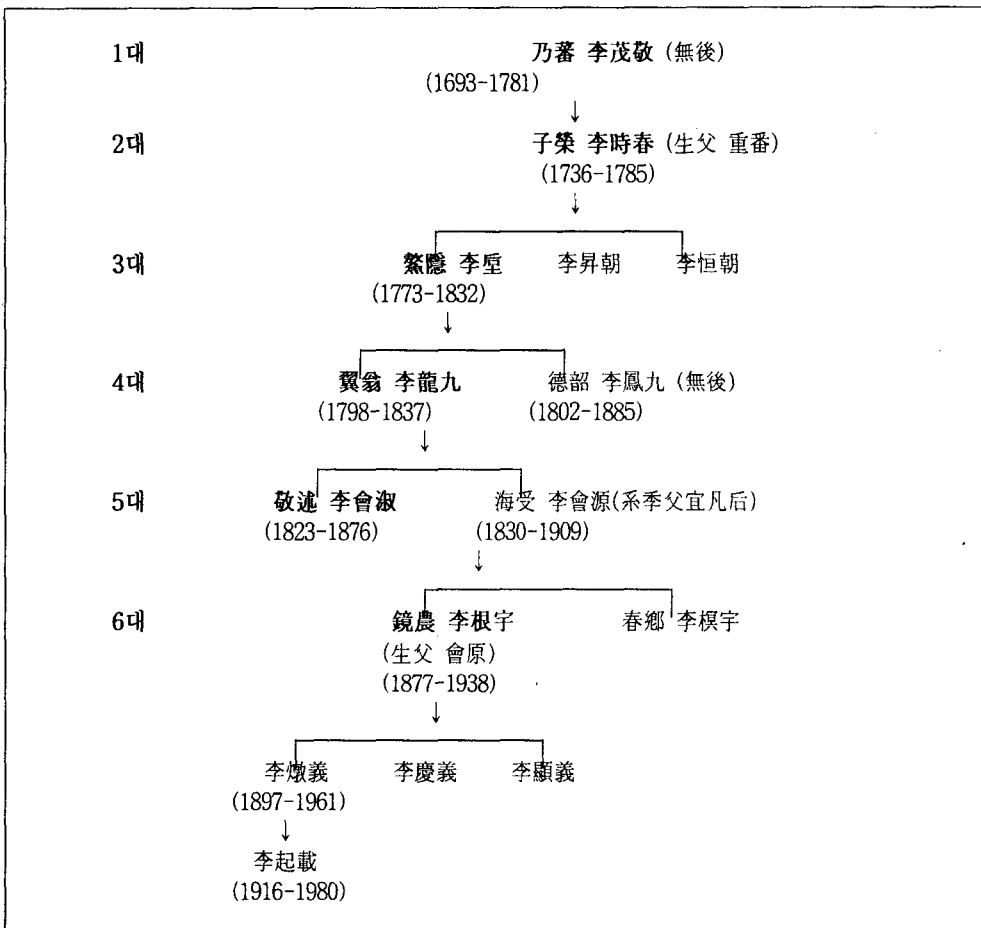 1대 乃蕃 李茂敬 (無後)
(1693-1781)
↓
2대 子榮 李時春 (生父 重番)
(1736-1785)
↓
3대 鰲隱 李垕 李昇朝 李恒朝
(1773-1832)
↓
4대 翼翁 李龍九 德韶 李鳳九 (無後)
(1798-1837) (1802-1885)
↓
5대 敬述 李會淑 海受 李會源(系季父宜凡后)
(1823-1876) (1830-1909)
↓
6대 鏡農 李根宇 春鄕 李榠宇
(生父 會原)
(1877-1938)
↓
李燉義 李慶義 李顯義
(1897-1961)
↓
李起載
(1916-1980)